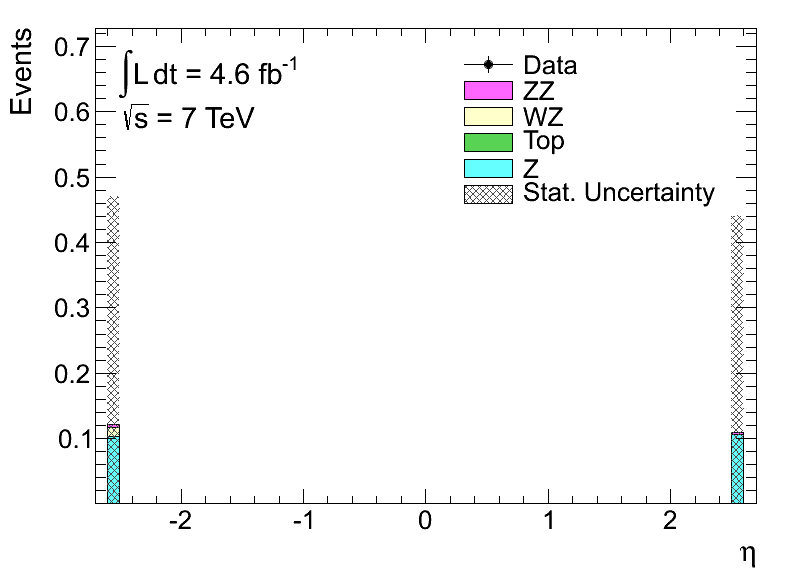 Events
0.7
0.6
0.5
0.4
0.3
0.2
0.1
∫L dt = 4.6 fb⁻¹
√s = 7 TeV
Data
ZZ
WZ
Top
Z
Stat. Uncertainty
-2 -1 0 1 2
η